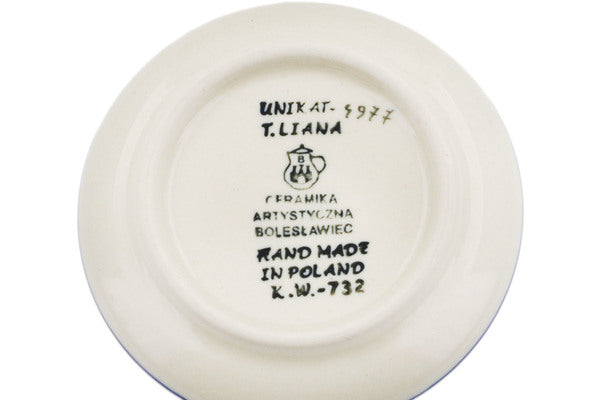 UNIKAT-4977
T.LIANA
B
CERAMIKA
ARTYSTYCZNA
BOLESŁAWIEC
HAND MADE
IN POLAND
K.W.-732